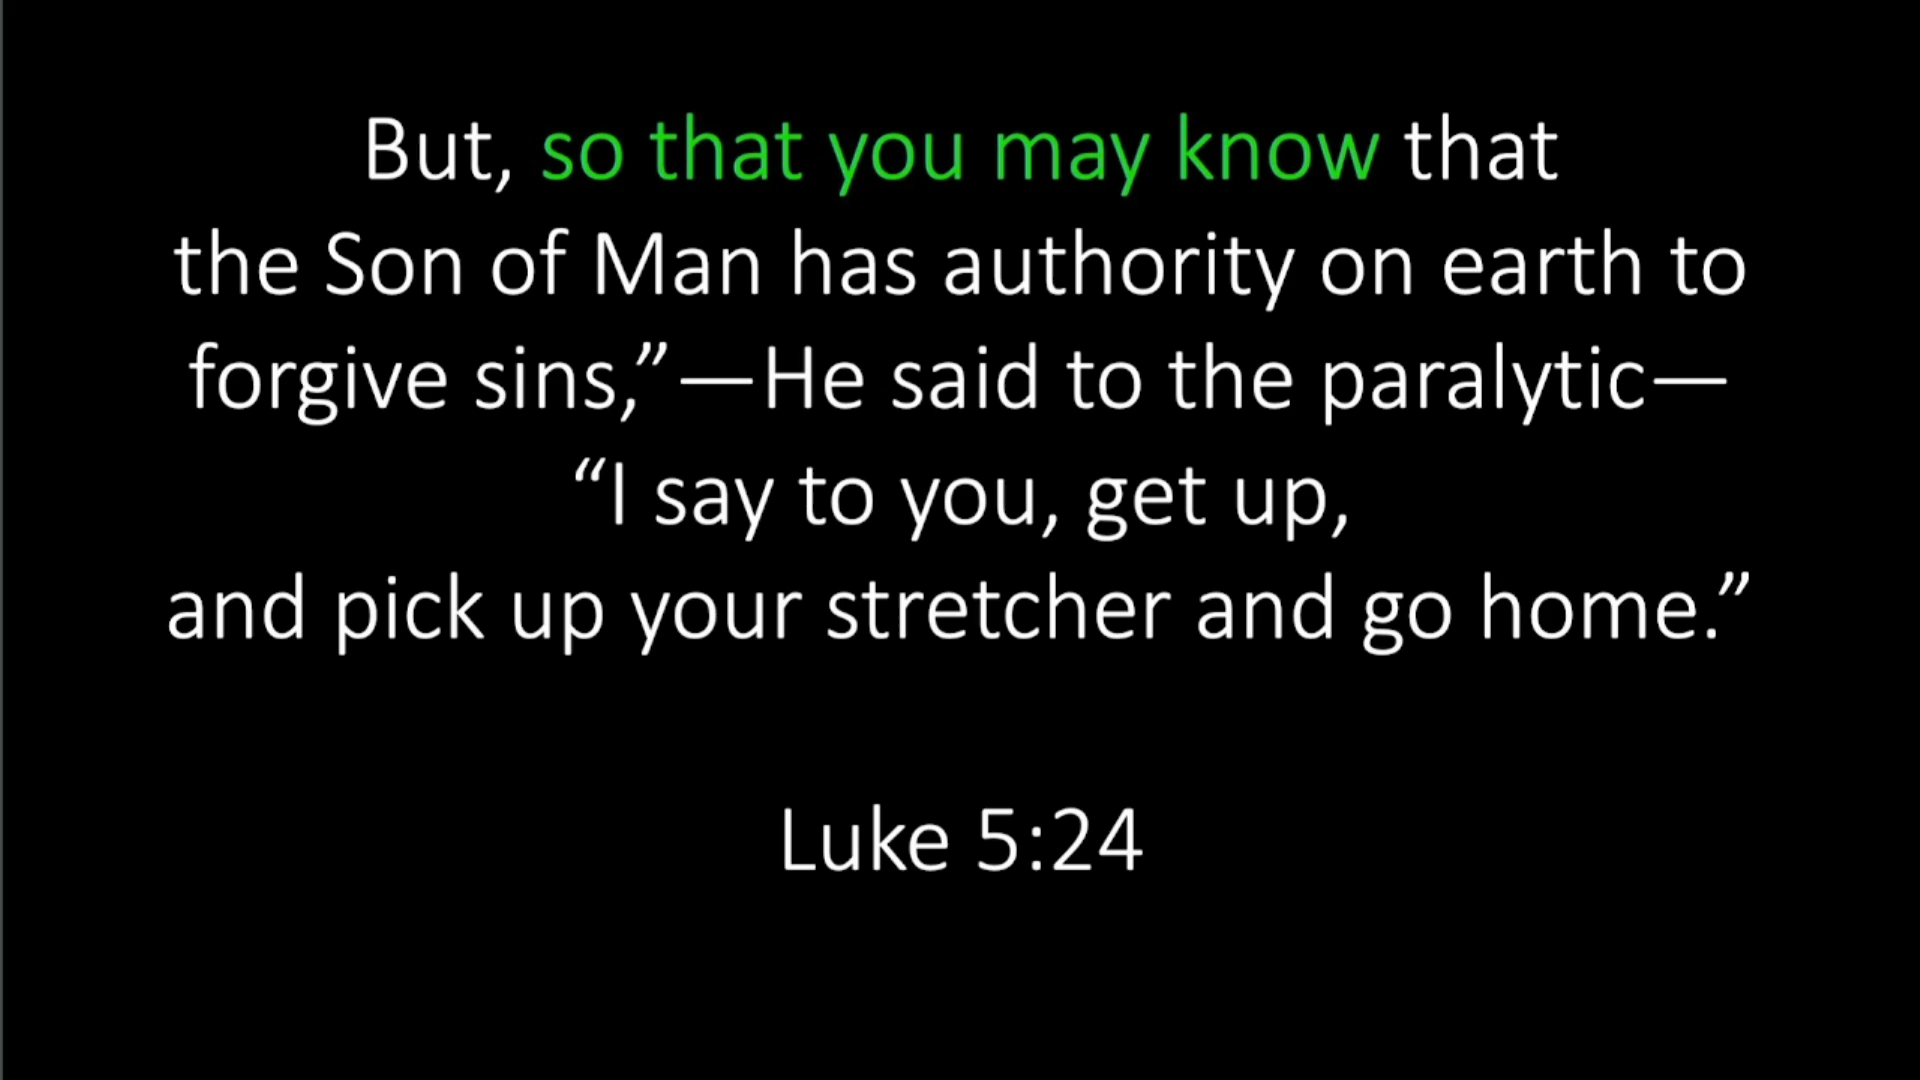 But, so that you may know that
the Son of Man has authority on earth to
forgive sins,”—He said to the paralytic—
“I say to you, get up,
and pick up your stretcher and go home.”
Luke 5:24